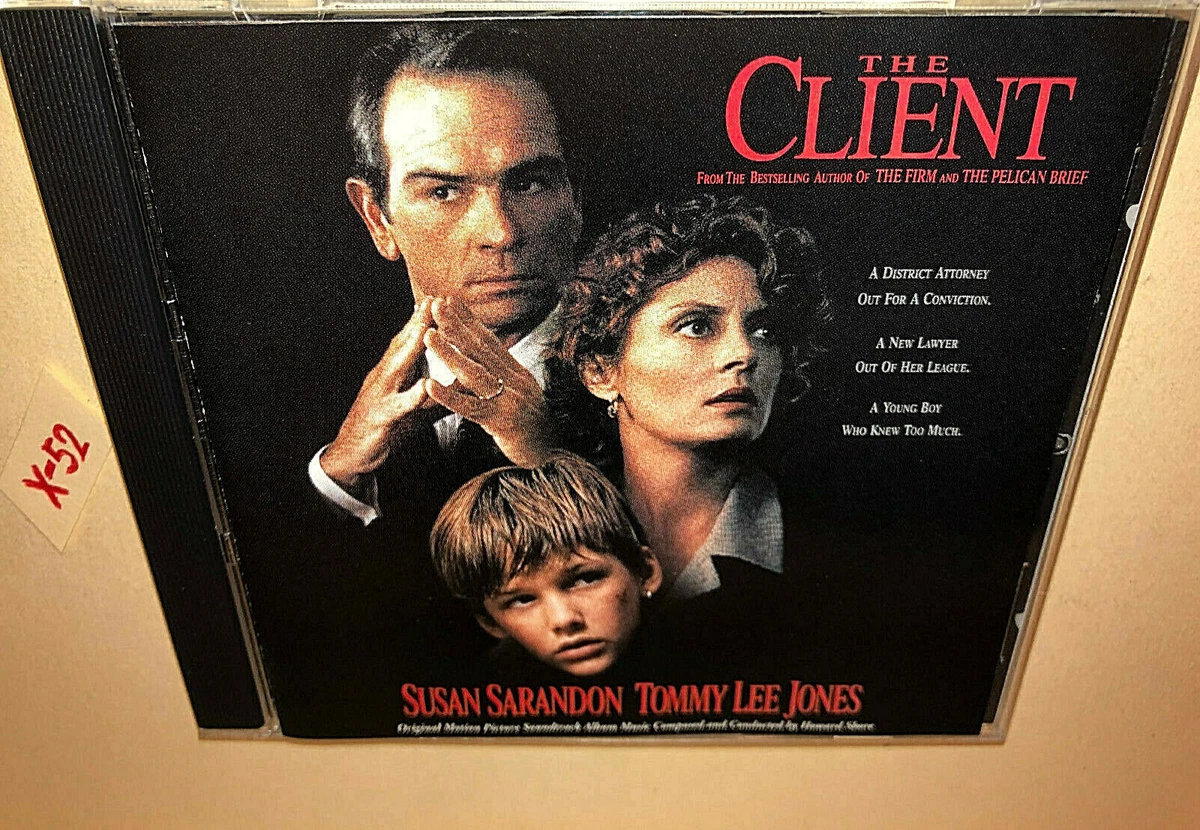 THE
CLIENT
FROM THE BESTSELLING AUTHOR OF THE FIRM AND THE PELICAN BRIEF
A DISTRICT ATTORNEY
OUT FOR A CONVICTION.
A NEW LAWYER
OUT OF HER LEAGUE.
A YOUNG BOY
WHO KNEW TOO MUCH.
X-52
SUSAN SARANDON TOMMY LEE JONES
Original Motion Picture Soundtrack Album Music Composed and Conducted by Howard Shore